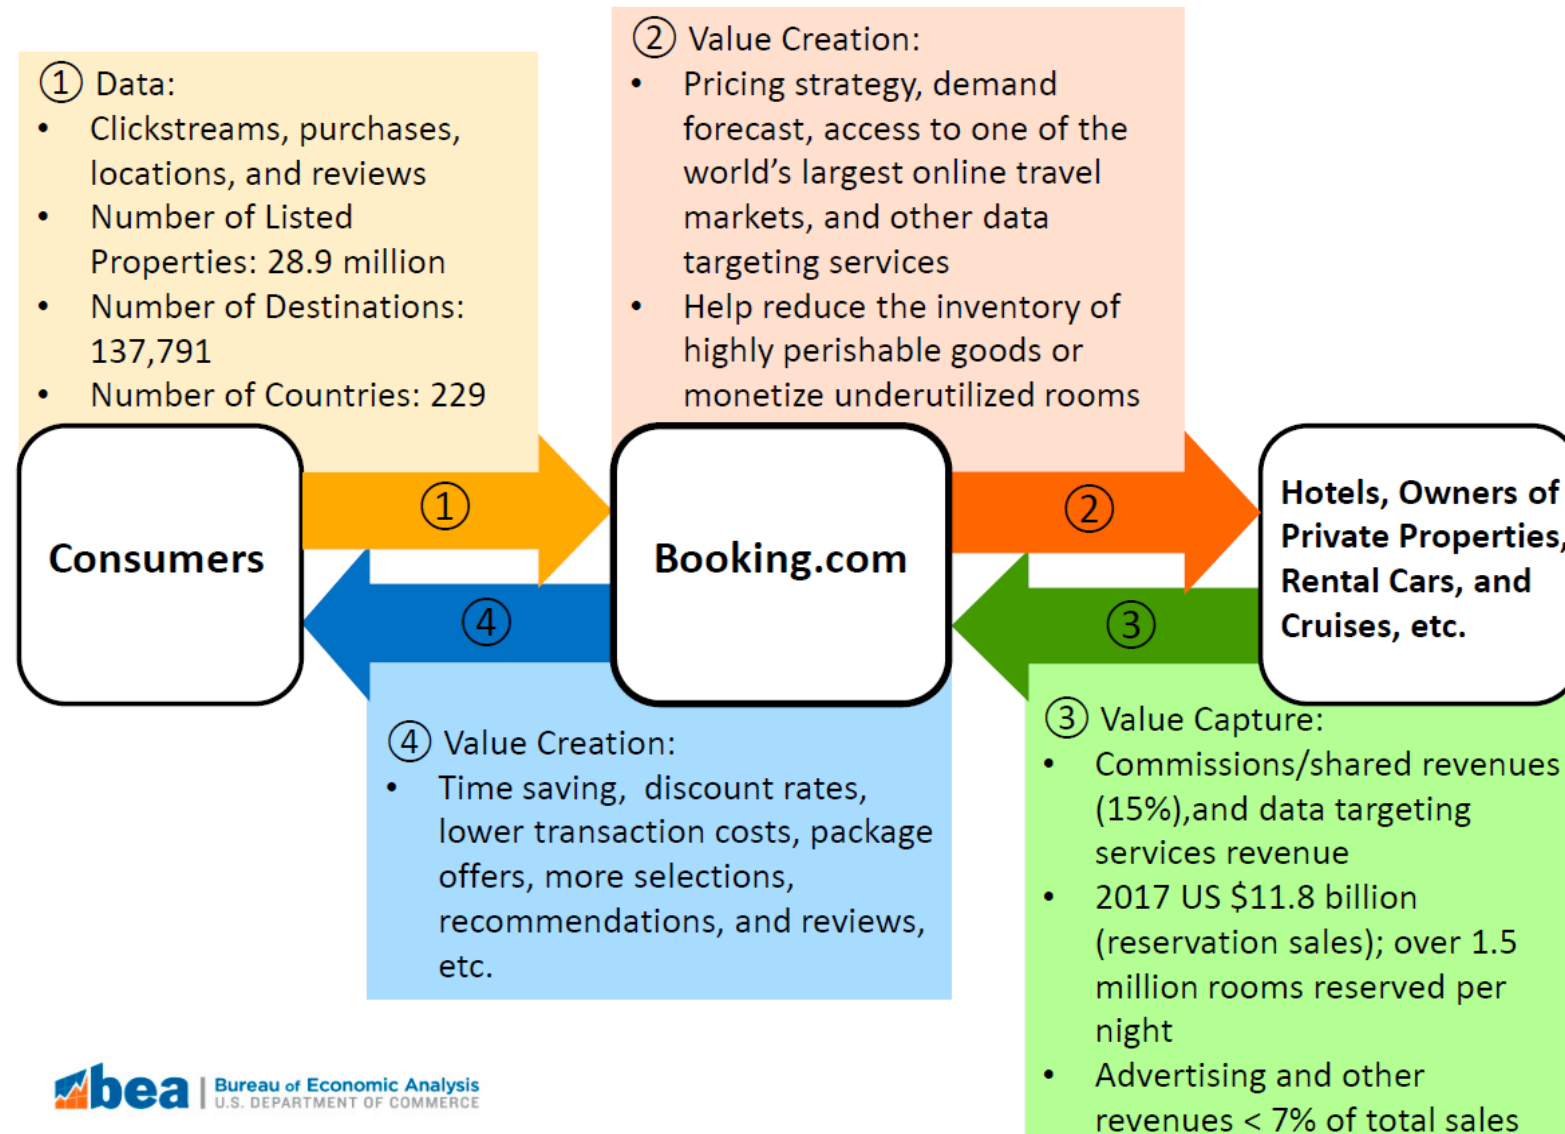 ① Data:
• Clickstreams, purchases,
locations, and reviews
• Number of Listed
Properties: 28.9 million
• Number of Destinations:
137,791
• Number of Countries: 229
② Value Creation:
• Pricing strategy, demand
forecast, access to one of the
world’s largest online travel
markets, and other data
targeting services
• Help reduce the inventory of
highly perishable goods or
monetize underutilized rooms
Consumers
①
④
Booking.com
②
③
Hotels, Owners of
Private Properties,
Rental Cars, and
Cruises, etc.
④ Value Creation:
• Time saving, discount rates,
lower transaction costs, package
offers, more selections,
recommendations, and reviews,
etc.
③ Value Capture:
• Commissions/shared revenues
(15%),and data targeting
services revenue
• 2017 US $11.8 billion
(reservation sales); over 1.5
million rooms reserved per
night
• Advertising and other
revenues < 7% of total sales
bea | Bureau of Economic Analysis
U.S. DEPARTMENT OF COMMERCE